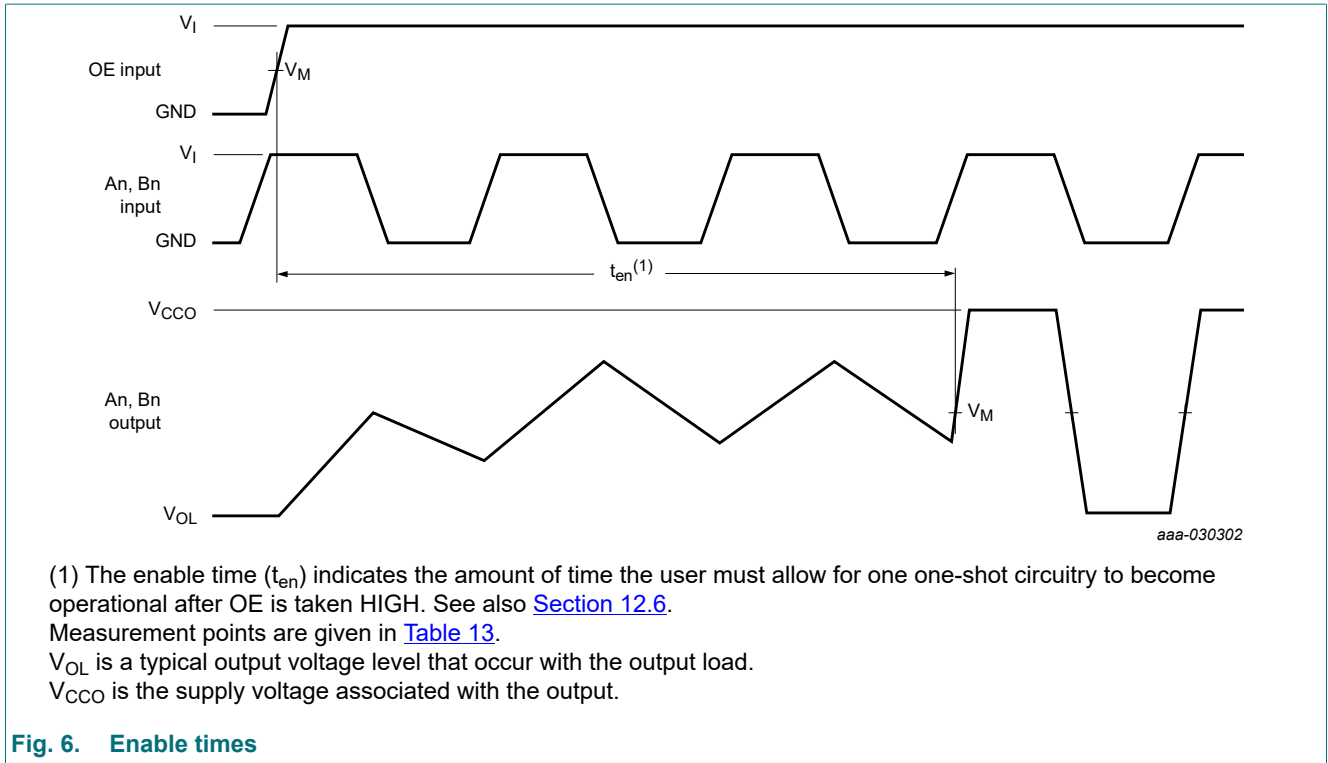 V_I
OE input
V_M
GND
V_I
An, Bn
input
GND
t_en(1)
V_CCO
An, Bn
output
V_M
V_OL
aaa-030302
(1) The enable time (t_en) indicates the amount of time the user must allow for one one-shot circuitry to become
operational after OE is taken HIGH. See also Section 12.6.
Measurement points are given in Table 13.
V_OL is a typical output voltage level that occur with the output load.
V_CCO is the supply voltage associated with the output.
Fig. 6. Enable times